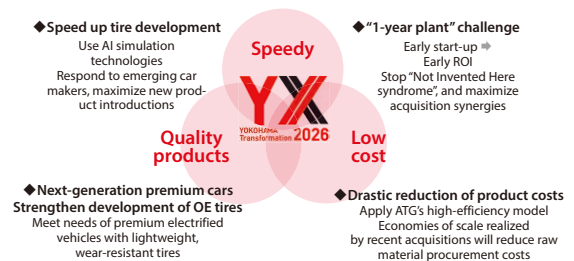 ◆Speed up tire development
Use AI simulation
technologies
Respond to emerging car
makers, maximize new prod-
uct introductions
◆“1-year plant” challenge
Early start-up ➡
Early ROI
Stop “Not Invented Here
syndrome”, and maximize
acquisition synergies
Speedy
YX
YOKOHAMA
Transformation 2026
Quality
products
Low
cost
◆Next-generation premium cars
Strengthen development of OE tires
Meet needs of premium electrified
vehicles with lightweight,
wear-resistant tires
◆Drastic reduction of product costs
Apply ATG’s high-efficiency model
Economies of scale realized
by recent acquisitions will reduce raw
material procurement costs